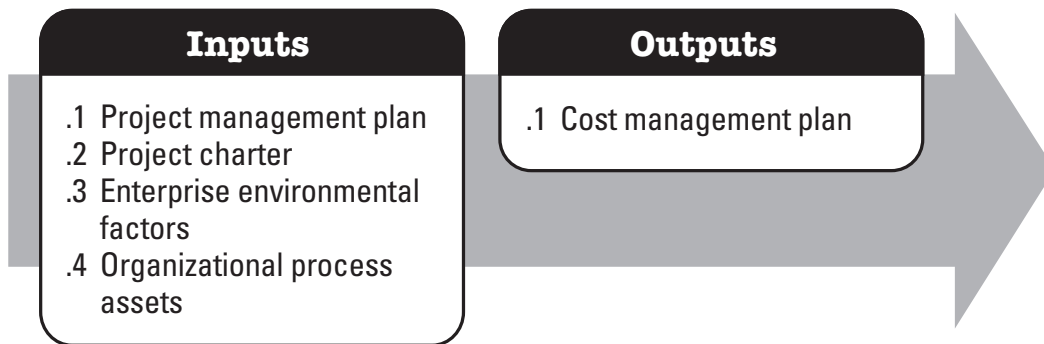 Inputs
.1 Project management plan
.2 Project charter
.3 Enterprise environmental
factors
.4 Organizational process
assets
Outputs
.1 Cost management plan